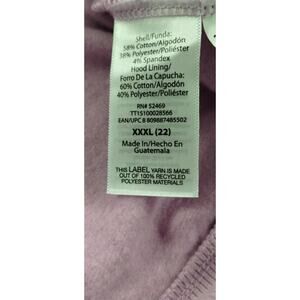 Shell/Funda:
58% Cotton/Algodón
38% Polyester/Poliéster
4% Spandex
Hood Lining/
Forro De La Capucha:
60% Cotton/Algodón
40% Polyester/Poliéster
RN# 52469
TT15100028566
EAN/UPC 8 809887485502
XXXL (22)
Made In/Hecho En
Guatemala
THIS LABEL YARN IS MADE
OUT OF 100% RECYCLED
POLYESTER MATERIALS